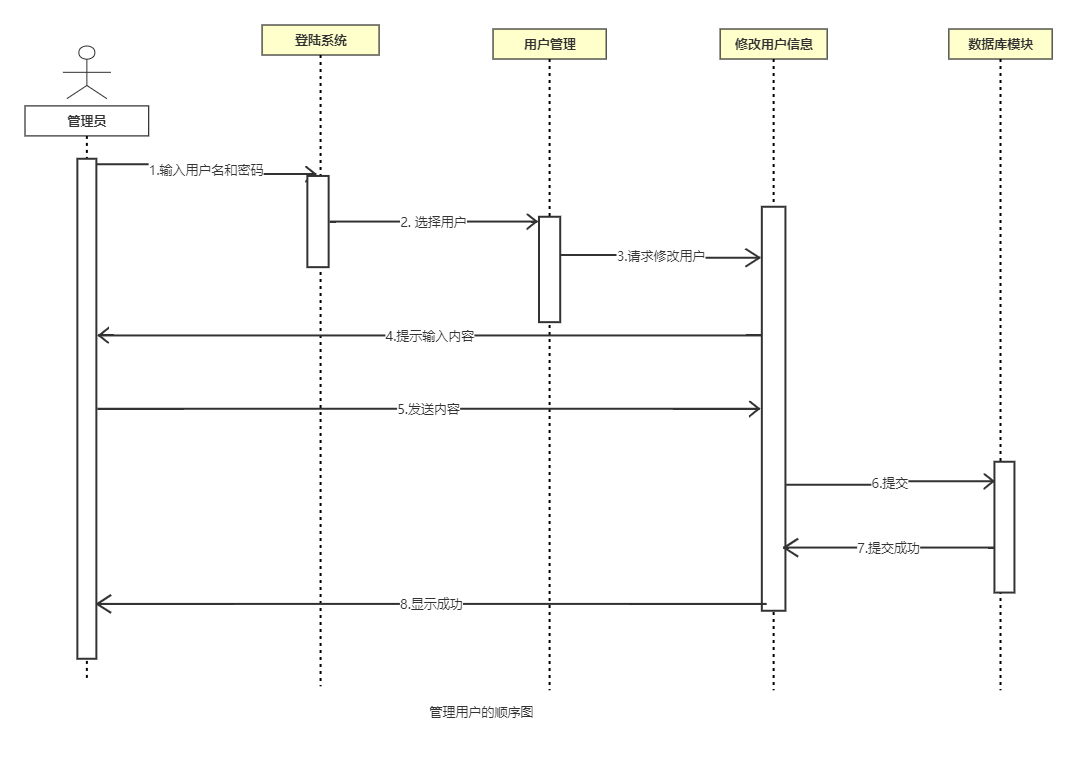 登陆系统
用户管理
修改用户信息
数据库模块
管理员
1.输入用户名和密码
2. 选择用户
3.请求修改用户
4.提示输入内容
5.发送内容
6.提交
7.提交成功
8.显示成功
管理用户的顺序图